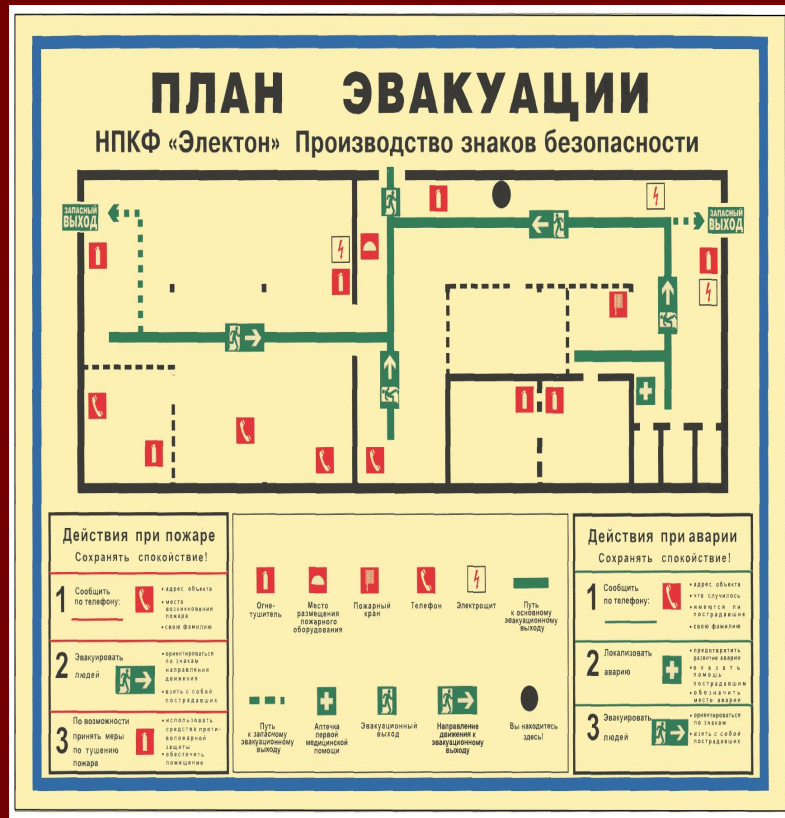 ПЛАН ЭВАКУАЦИИ
НПКФ «Электон» Производство знаков безопасности
ЗАПАСНЫЙ
ВЫХОД
ЗАПАСНЫЙ
ВЫХОД
Действия при пожаре
Сохранять спокойствие!
1 Сообщить
по телефону:
• адрес объекта
• место
возникновения
пожара
• свою фамилию
2 Эвакуировать
людей
• ориентироваться
по знакам
направления
движения
• взять с собой
пострадавших
3 По возможности
принять меры
по тушению
пожара
• использовать
средства проти-
вопожарной
защиты
• обесточить
помещение
Огне-
тушитель
Место
размещения
пожарного
оборудования
Пожарный
кран
Телефон
Электрощит
Путь
к основному
эвакуационному
выходу
Путь
к запасному
эвакуационному
выходу
Аптечка
первой
медицинской
помощи
Эвакуационный
выход
Направление
движения к
эвакуационному
выходу
Вы находитесь
здесь!
Действия при аварии
Сохранять спокойствие!
1 Сообщить
по телефону:
• адрес объекта
• что случилось
• имеются ли
пострадавшие
• свою фамилию
2 Локализовать
аварию
• предотвратить
развитие аварии
• оказать
помощь
пострадавшим
• обозначить
место аварии
3 Эвакуировать
людей
• ориентироваться
по знакам
• взять с собой
пострадавших